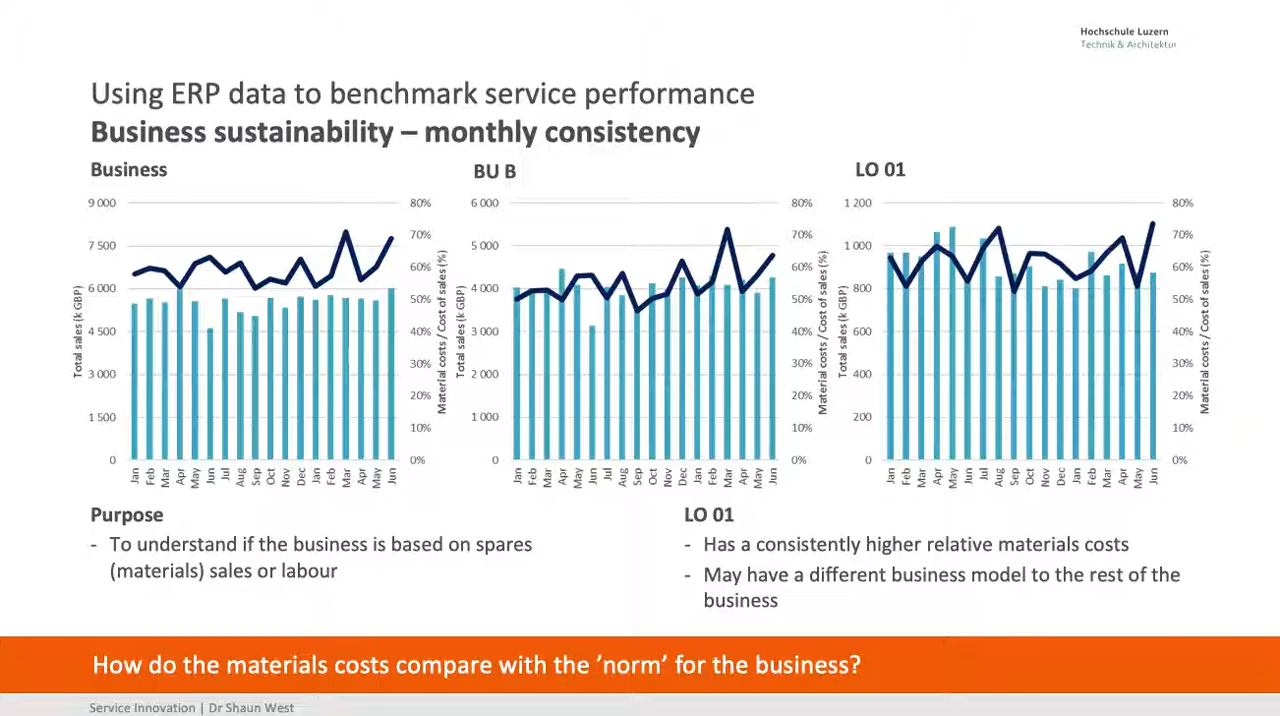 Hochschule Luzern
Technik & Architektur
Using ERP data to benchmark service performance
Business sustainability – monthly consistency
Business
9 000
7 500
6 000
4 500
3 000
1 500
0
Total sales (k GBP)
80%
70%
60%
50%
40%
30%
20%
10%
0%
Material costs / Cost of sales (%)
Jan Feb Mar Apr May Jun Jul Aug Sep Oct Nov Dec Jan Feb Mar Apr May Jun
BU B
6 000
5 000
4 000
3 000
2 000
1 000
0
Total sales (k GBP)
80%
70%
60%
50%
40%
30%
20%
10%
0%
Material costs / Cost of sales (%)
Jan Feb Mar Apr May Jun Jul Aug Sep Oct Nov Dec Jan Feb Mar Apr May Jun
LO 01
1 200
1 000
800
600
400
200
0
Total sales (k GBP)
80%
70%
60%
50%
40%
30%
20%
10%
0%
Material costs / Cost of sales (%)
Jan Feb Mar Apr May Jun Jul Aug Sep Oct Nov Dec Jan Feb Mar Apr May Jun
Purpose
- To understand if the business is based on spares
(materials) sales or labour
LO 01
- Has a consistently higher relative materials costs
- May have a different business model to the rest of the
business
How do the materials costs compare with the ’norm’ for the business?
Service Innovation | Dr Shaun West